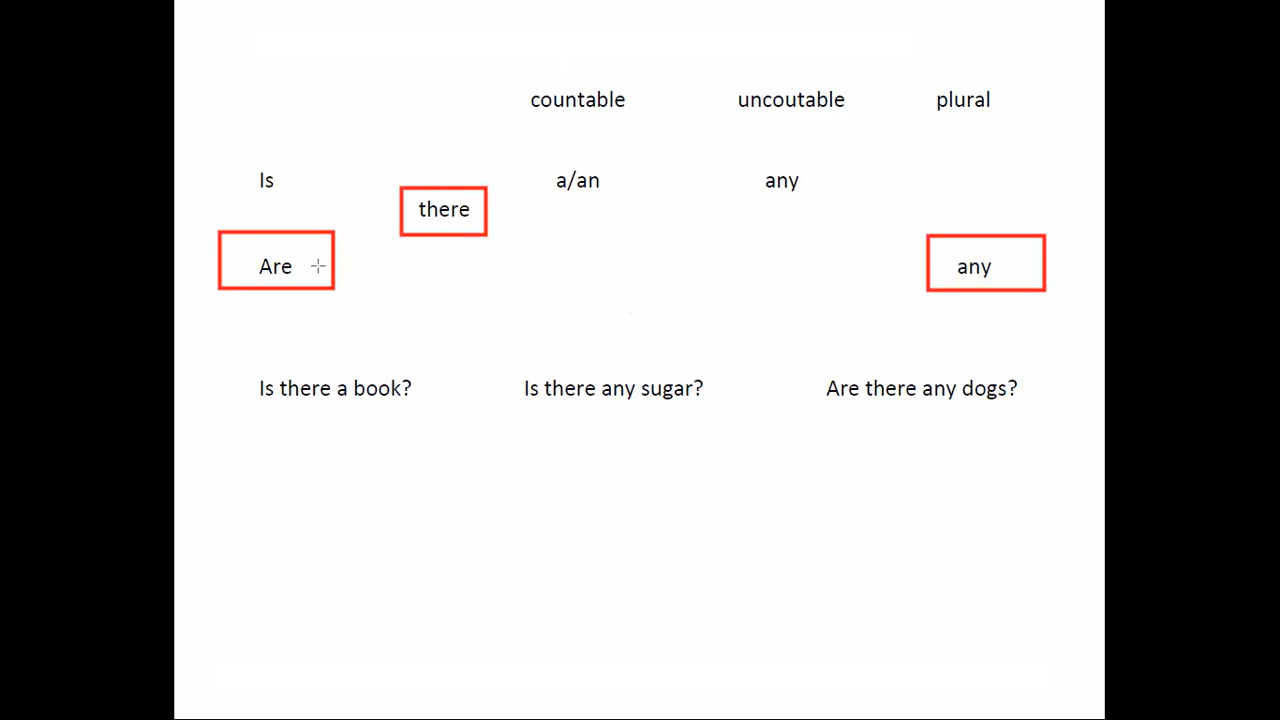 countable uncoutable plural
Is a/an any
there
Are any
Is there a book? Is there any sugar? Are there any dogs?